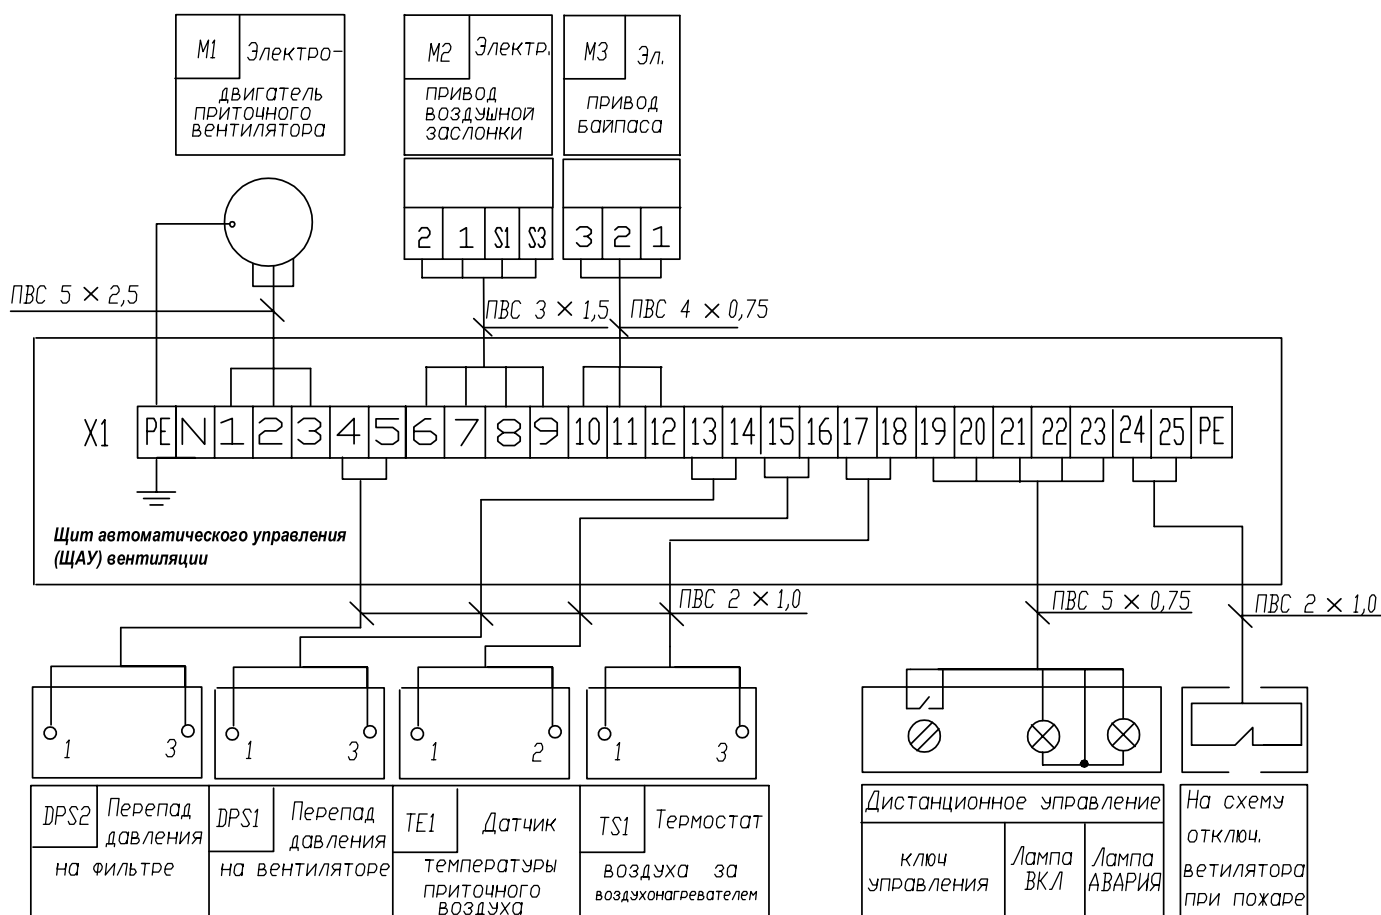 M1 Электро-
двигатель
приточного
вентилятора
M2 Электр.
привод
воздушной
заслонки
M3 Эл.
привод
байпаса
2 1 S1 S3
3 2 1
ПВС 5 × 2,5
ПВС 3 × 1,5
ПВС 4 × 0,75
X1 PE N 1 2 3 4 5 6 7 8 9 10 11 12 13 14 15 16 17 18 19 20 21 22 23 24 25 PE
Щит автоматического управления
(ЩАУ) вентиляции
ПВС 2 × 1,0
ПВС 5 × 0,75
ПВС 2 × 1,0
1 3
1 3
1 2
1 3
DPS2 Перепад
давления
на фильтре
DPS1 Перепад
давления
на вентиляторе
TE1 Датчик
температуры
приточного
воздуха
TS1 Термостат
воздуха за
воздухонагревателем
Дистанционное управление
ключ
управления
Лампа
ВКЛ
Лампа
АВАРИЯ
На схему
отключ.
ветилятора
при пожаре